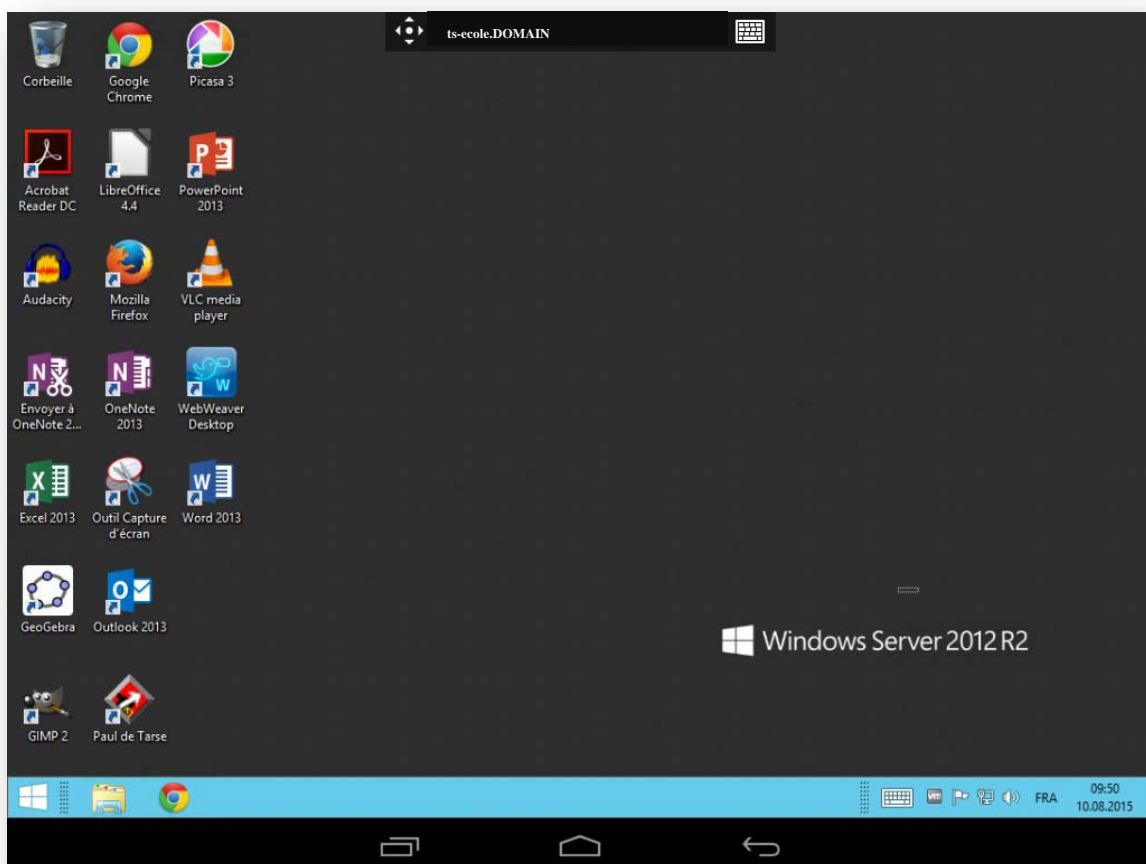 ts-ecole.DOMAIN
Corbeille
Google
Chrome
Picasa 3
Acrobat
Reader DC
LibreOffice
4.4
PowerPoint
2013
Audacity
Mozilla
Firefox
VLC media
player
Envoyer à
OneNote 2...
OneNote
2013
WebWeaver
Desktop
Excel 2013
Outil Capture
d'écran
Word 2013
GeoGebra
Outlook 2013
GIMP 2
Paul de Tarse
Windows Server 2012 R2
FRA
09:50
10.08.2015